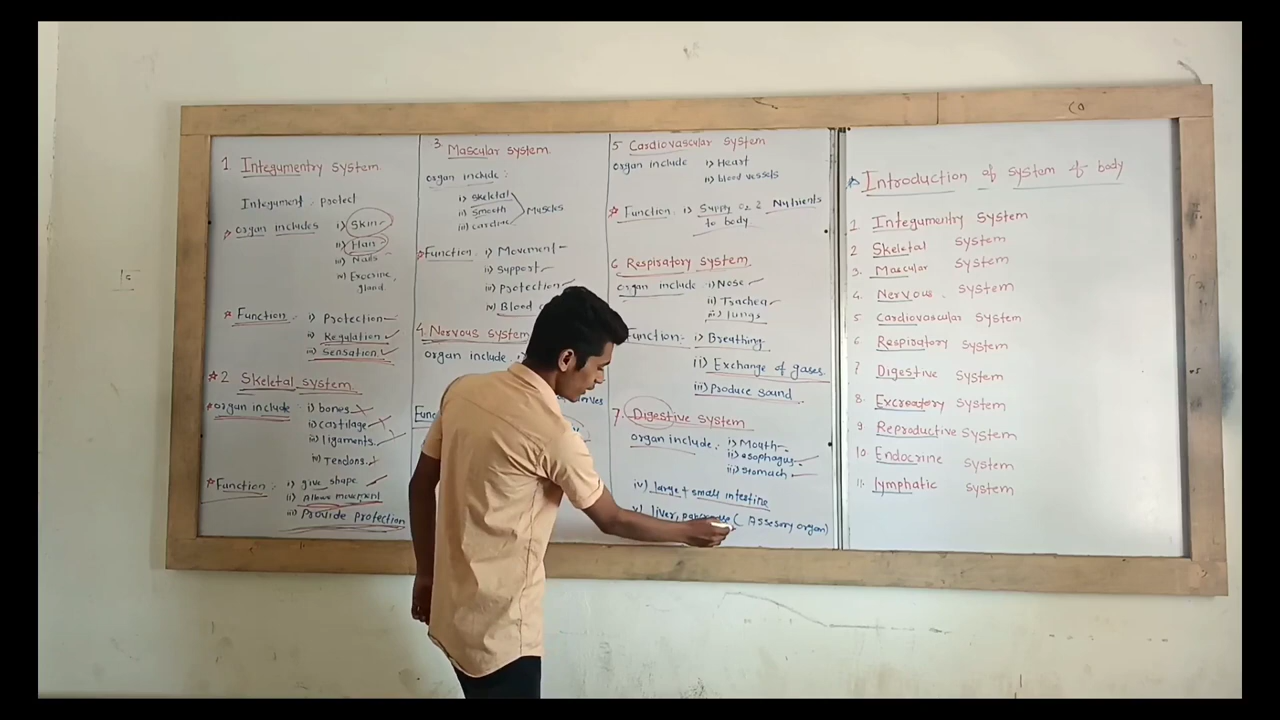 1 Integumentry system.
Integument : protect
* organ includes i) Skin
ii) Hair
iii) Nails
iv) Exocrine gland
* Function : i) Protection
ii) Regulation
iii) Sensation
* 2 Skeletal system
* organ include : i) bones
ii) cartilage
iii) ligaments
iv) Tendons
* Function : i) give shape
ii) Allows movement
iii) Provide protection
3. Mascular system.
organ include :
i) skeletal
ii) smooth Muscles
iii) cardiac
* Function : i) Movement
ii) Support
iii) Protection
iv) Blood
4. Nervous system
organ include :
5 Cardiovascular System
organ include i) Heart
ii) blood vessels
* Function : i) Supply O2 & Nutrients
to body.
6 Respiratory system
organ include i) Nose
ii) Trachea
iii) lungs
Function : i) Breathing
ii) Exchange of gases.
iii) Produce sound
7. Digestive system
organ include : i) Mouth
ii) esophagus
iii) stomach
iv) large + small intestine
v) liver, pancrease ( Assesory organ)
* Introduction of System of body
1 Integumentry System
2 Skeletal System
3. Mascular System
4. Nervous System
5 Cardiovascular System
6 Respiratory System
7 Digestive System
8. Excreatory System
9 Reproductive System
10. Endocrine System
11. lymphatic System